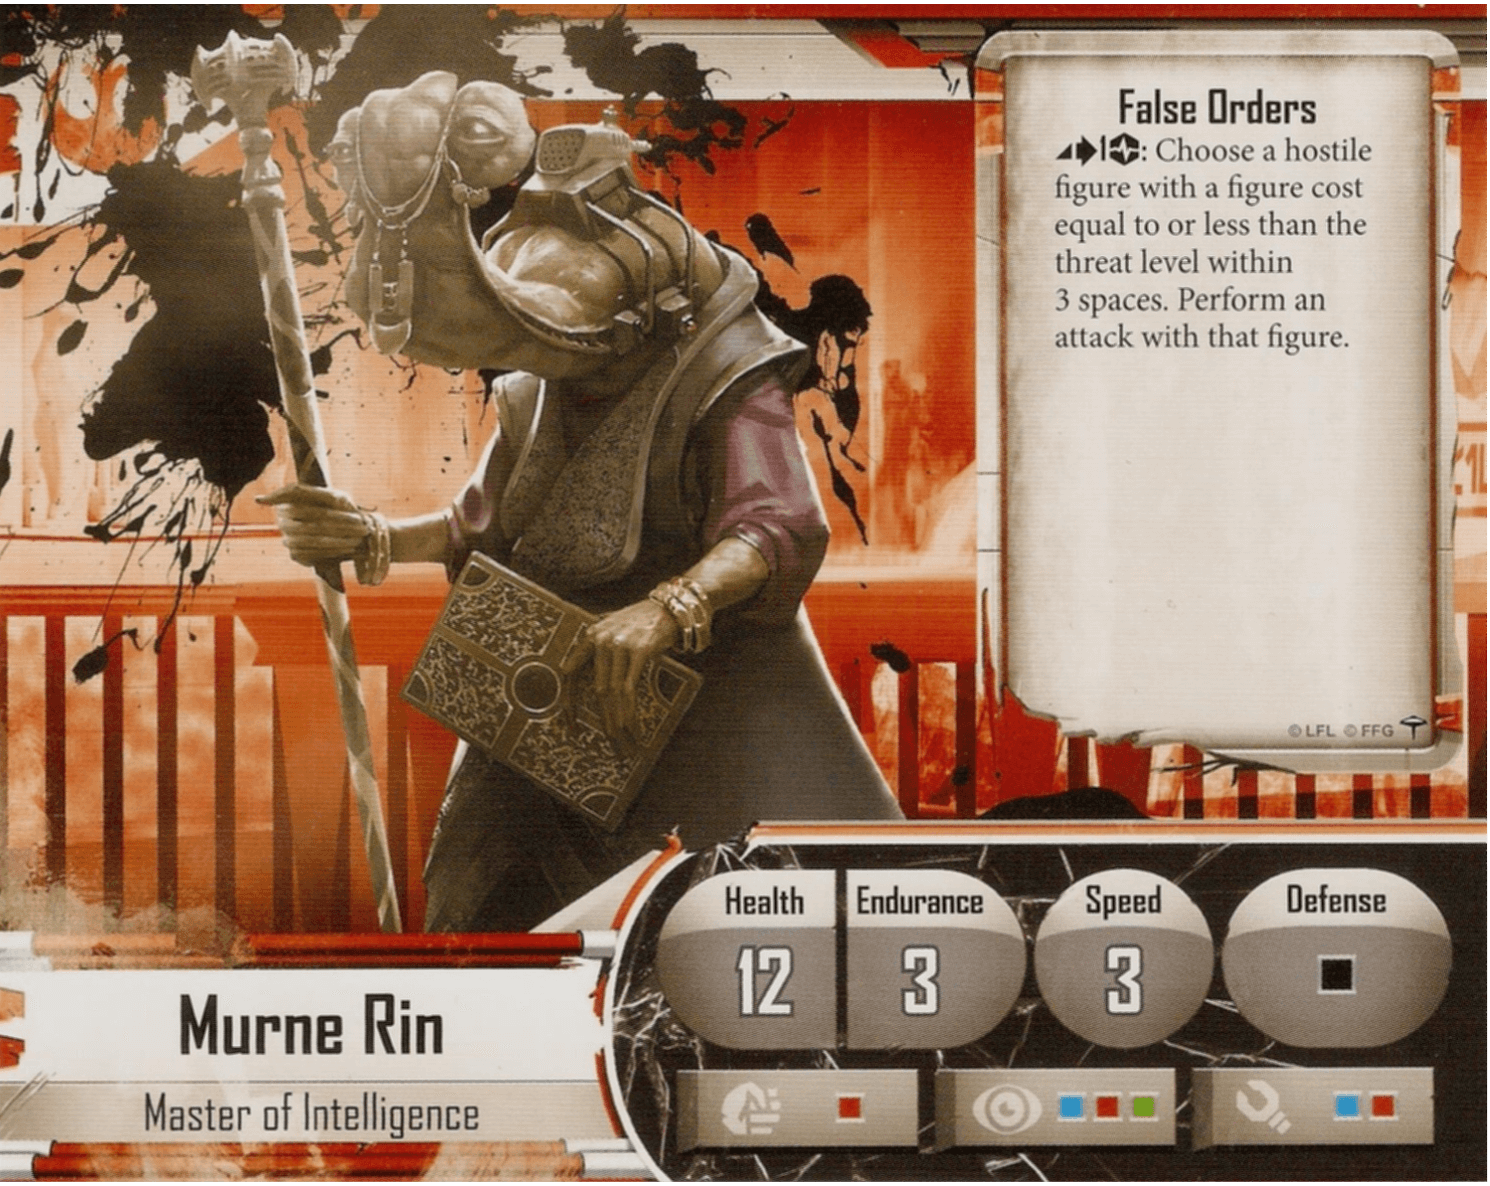 False Orders
1: Choose a hostile
figure with a figure cost
equal to or less than the
threat level within
3 spaces. Perform an
attack with that figure.
© LFL © FFG
Health
Endurance
Speed
Defense
12
3
3
Murne Rin
Master of Intelligence